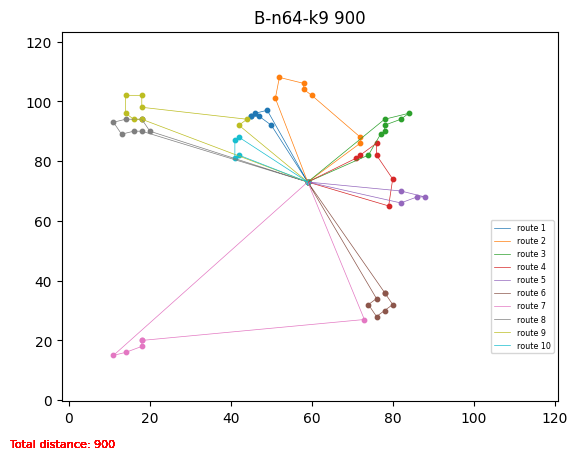 B-n64-k9 900
120
100
80
60
40
20
0
0 20 40 60 80 100 120
route 1
route 2
route 3
route 4
route 5
route 6
route 7
route 8
route 9
route 10
Total distance: 900